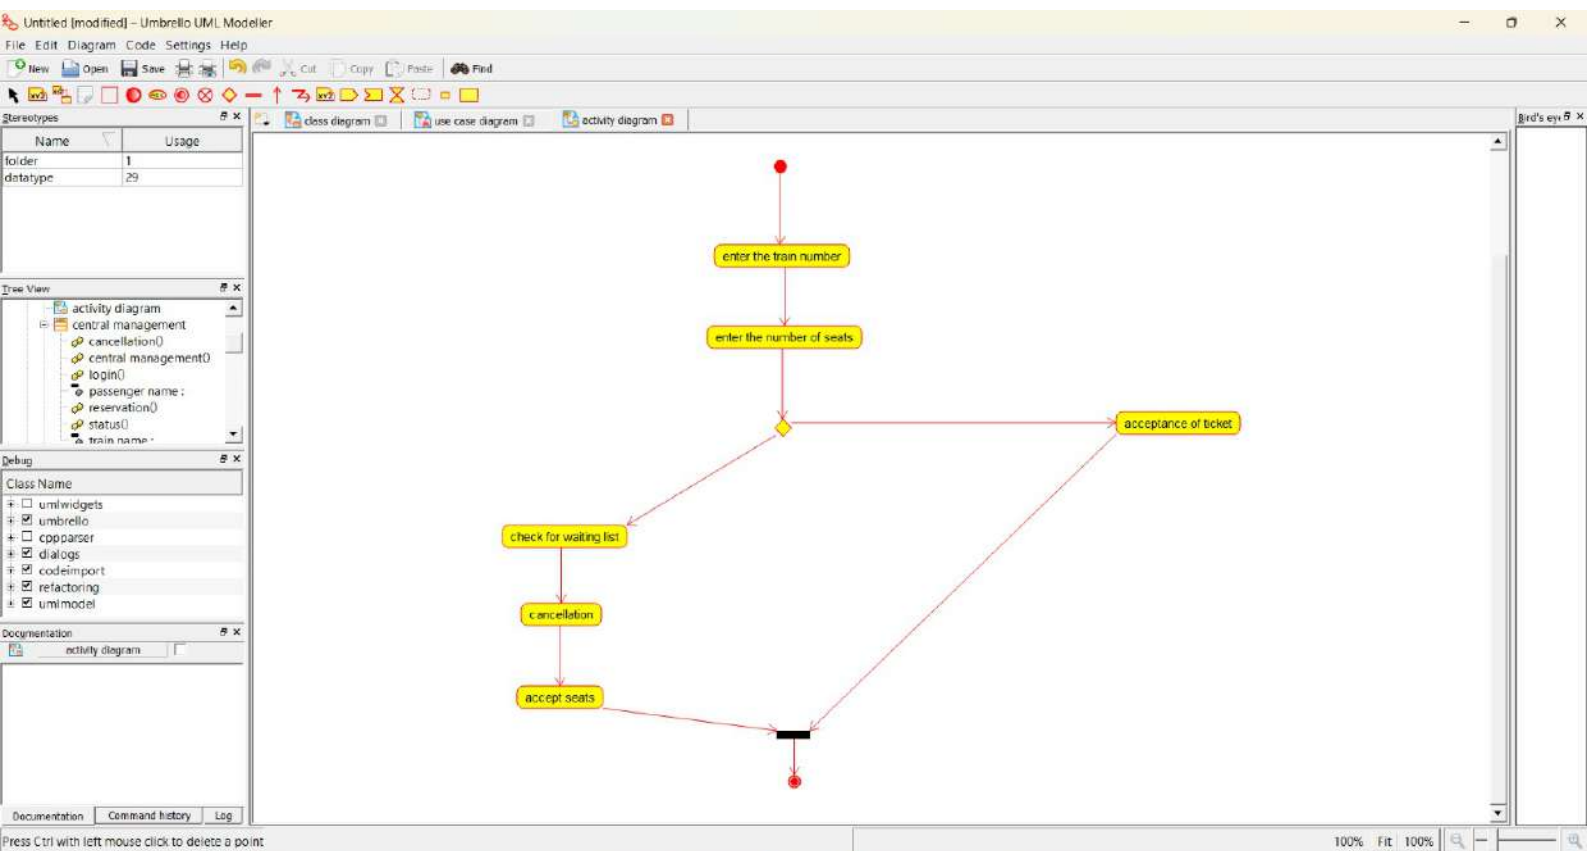 Untitled [modified] – Umbrello UML Modeller
File Edit Diagram Code Settings Help
New Open Save Cut Copy Paste Find
Stereotypes
class diagram use case diagram activity diagram
Bird's eye
Name Usage
folder 1
datatype 29
Tree View
activity diagram
central management
cancellation()
central management()
login()
passenger name :
reservation()
status()
train name :
Debug
Class Name
umlwidgets
umbrello
cppparser
dialogs
codeimport
refactoring
umlmodel
Documentation
activity diagram
Documentation Command history Log
enter the train number
enter the number of seats
acceptance of ticket
check for waiting list
cancellation
accept seats
Press Ctrl with left mouse click to delete a point
100% Fit 100%